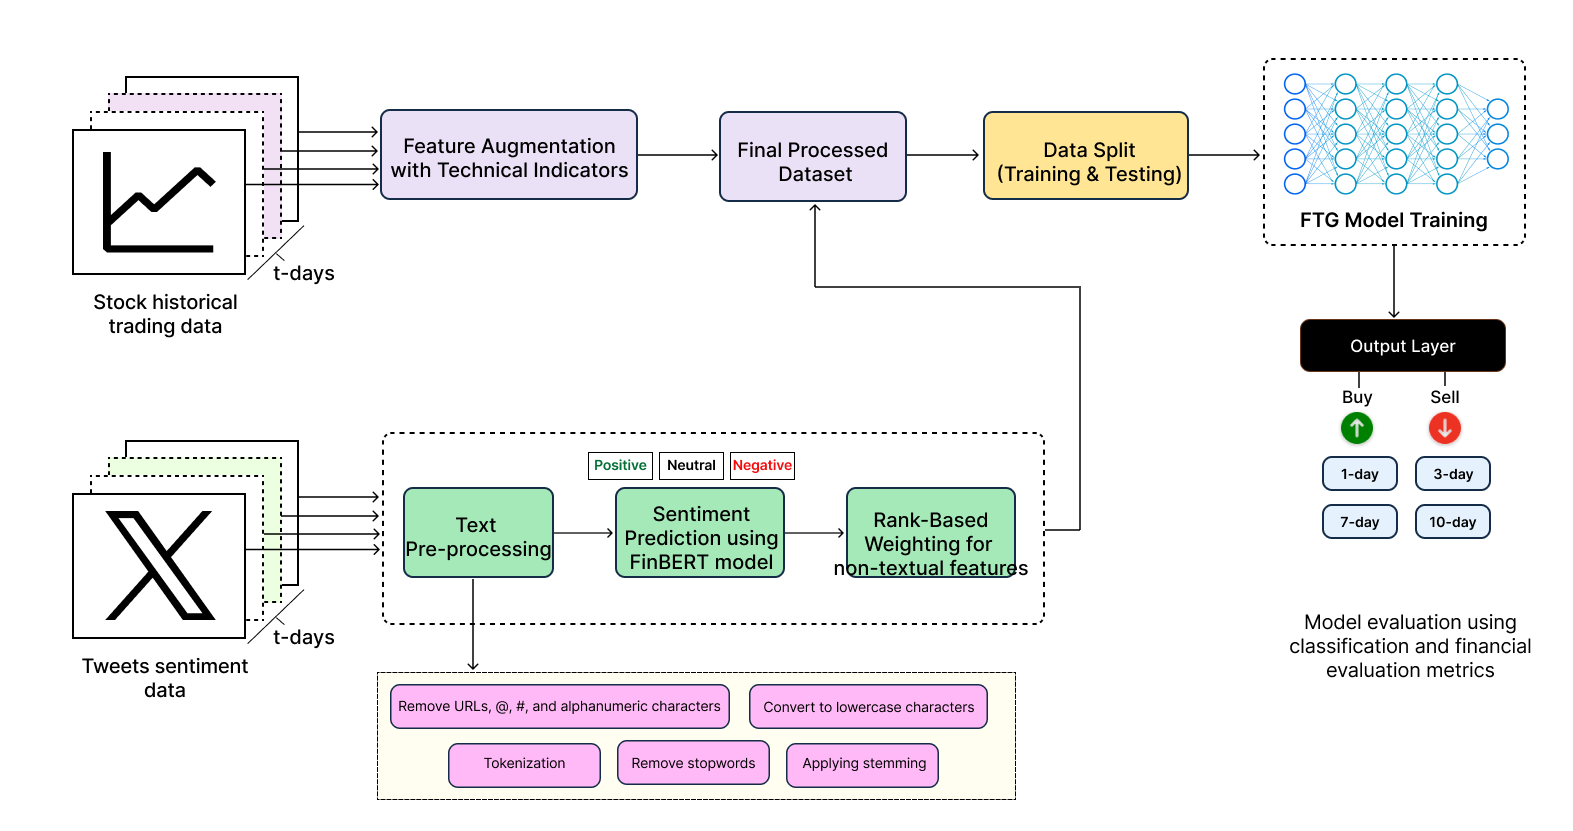 Feature Augmentation
with Technical Indicators
Final Processed
Dataset
Data Split
(Training & Testing)
FTG Model Training
t-days
Stock historical
trading data
Output Layer
Buy
Sell
1-day
3-day
7-day
10-day
Positive
Neutral
Negative
Text
Pre-processing
Sentiment
Prediction using
FinBERT model
Rank-Based
Weighting for
non-textual features
t-days
Tweets sentiment
data
Model evaluation using
classification and financial
evaluation metrics
Remove URLs, @, #, and alphanumeric characters
Convert to lowercase characters
Tokenization
Remove stopwords
Applying stemming